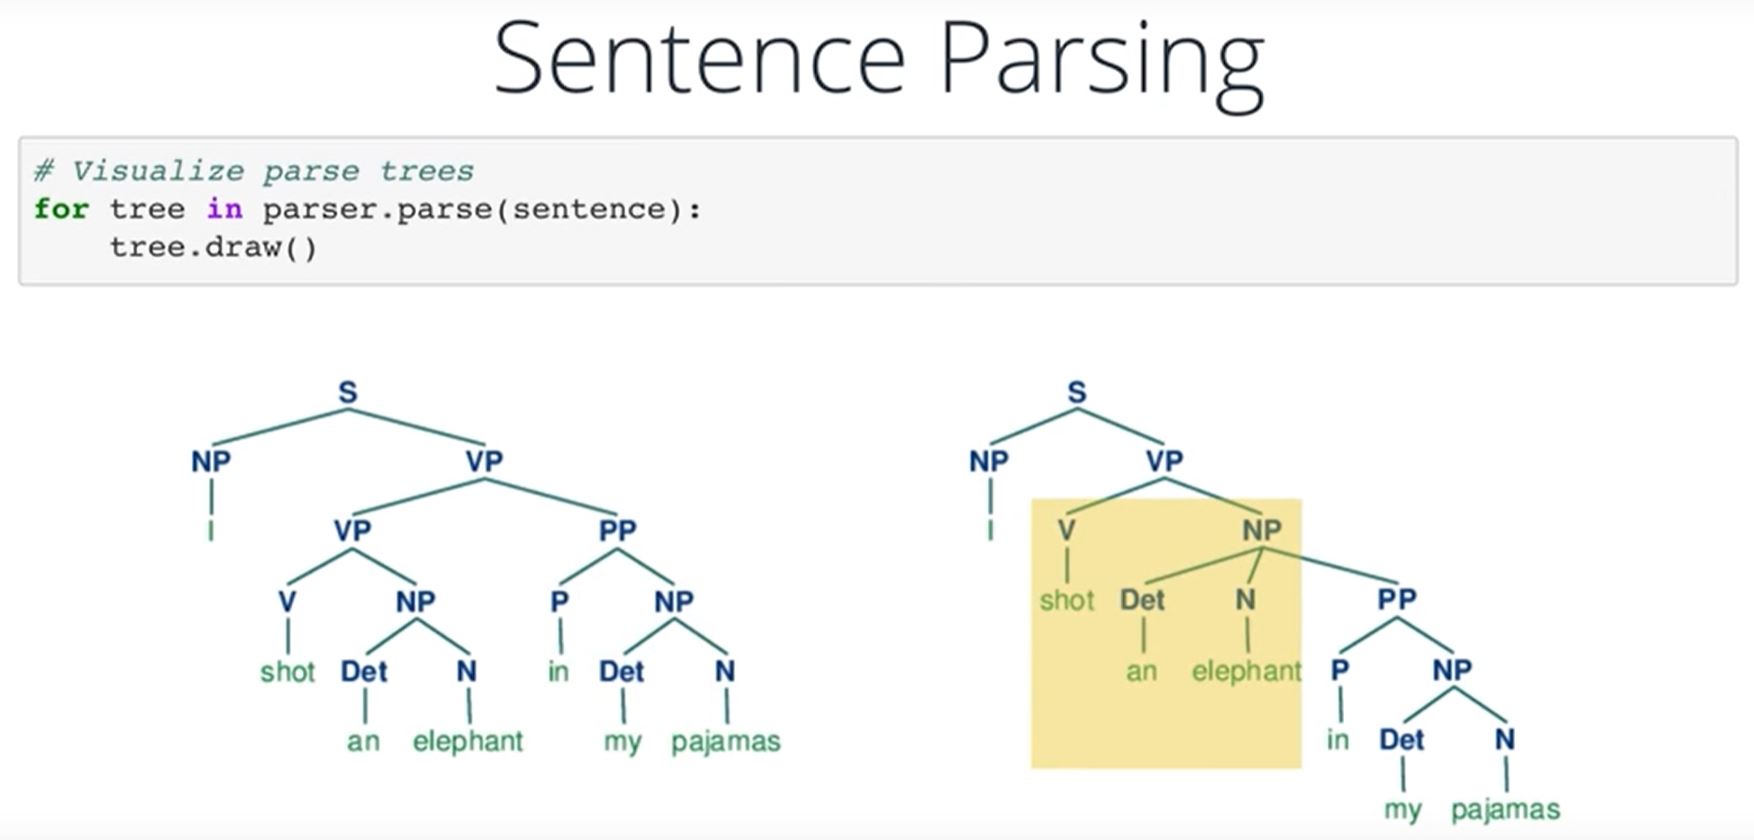 Sentence Parsing
# Visualize parse trees
for tree in parser.parse(sentence):
    tree.draw()
S
NP VP
I VP PP
V NP P NP
shot Det N in Det N
an elephant my pajamas
S
NP VP
I V NP
shot Det N PP
an elephant P NP
in Det N
my pajamas